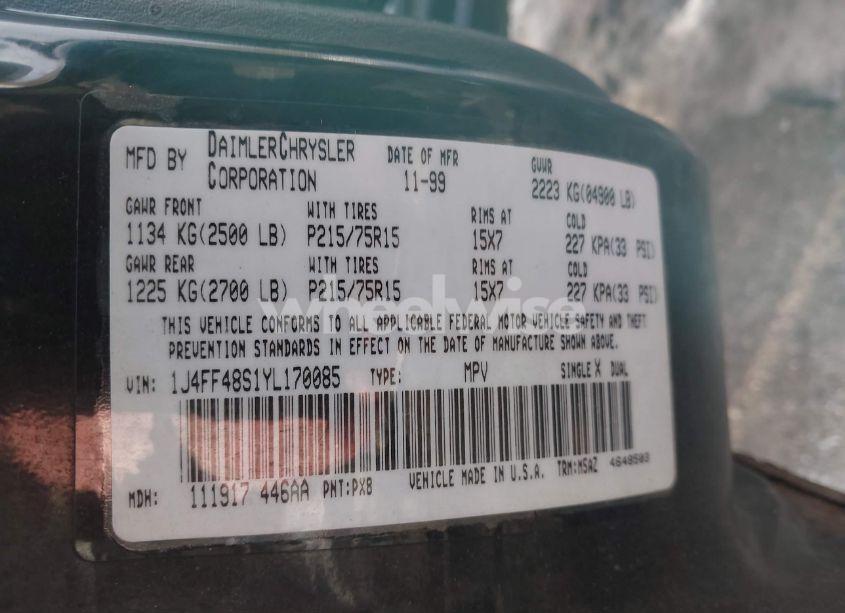 MFD BY DAIMLERCHRYSLER CORPORATION DATE OF MFR 11-99 GVWR 2223 KG(04900 LB)
GAWR FRONT WITH TIRES RIMS AT COLD
1134 KG(2500 LB) P215/75R15 15X7 227 KPA(33 PSI)
GAWR REAR WITH TIRES RIMS AT COLD
1225 KG(2700 LB) P215/75R15 15X7 227 KPA(33 PSI)
wheelwise
THIS VEHICLE CONFORMS TO ALL APPLICABLE FEDERAL MOTOR VEHICLE SAFETY AND THEFT
PREVENTION STANDARDS IN EFFECT ON THE DATE OF MANUFACTURE SHOWN ABOVE.
VIN: 1J4FF48S1YL170085 TYPE: MPV SINGLE X DUAL
MDH: 111917 446AA PNT:PX8 VEHICLE MADE IN U.S.A. TRM:MSAZ 4648503